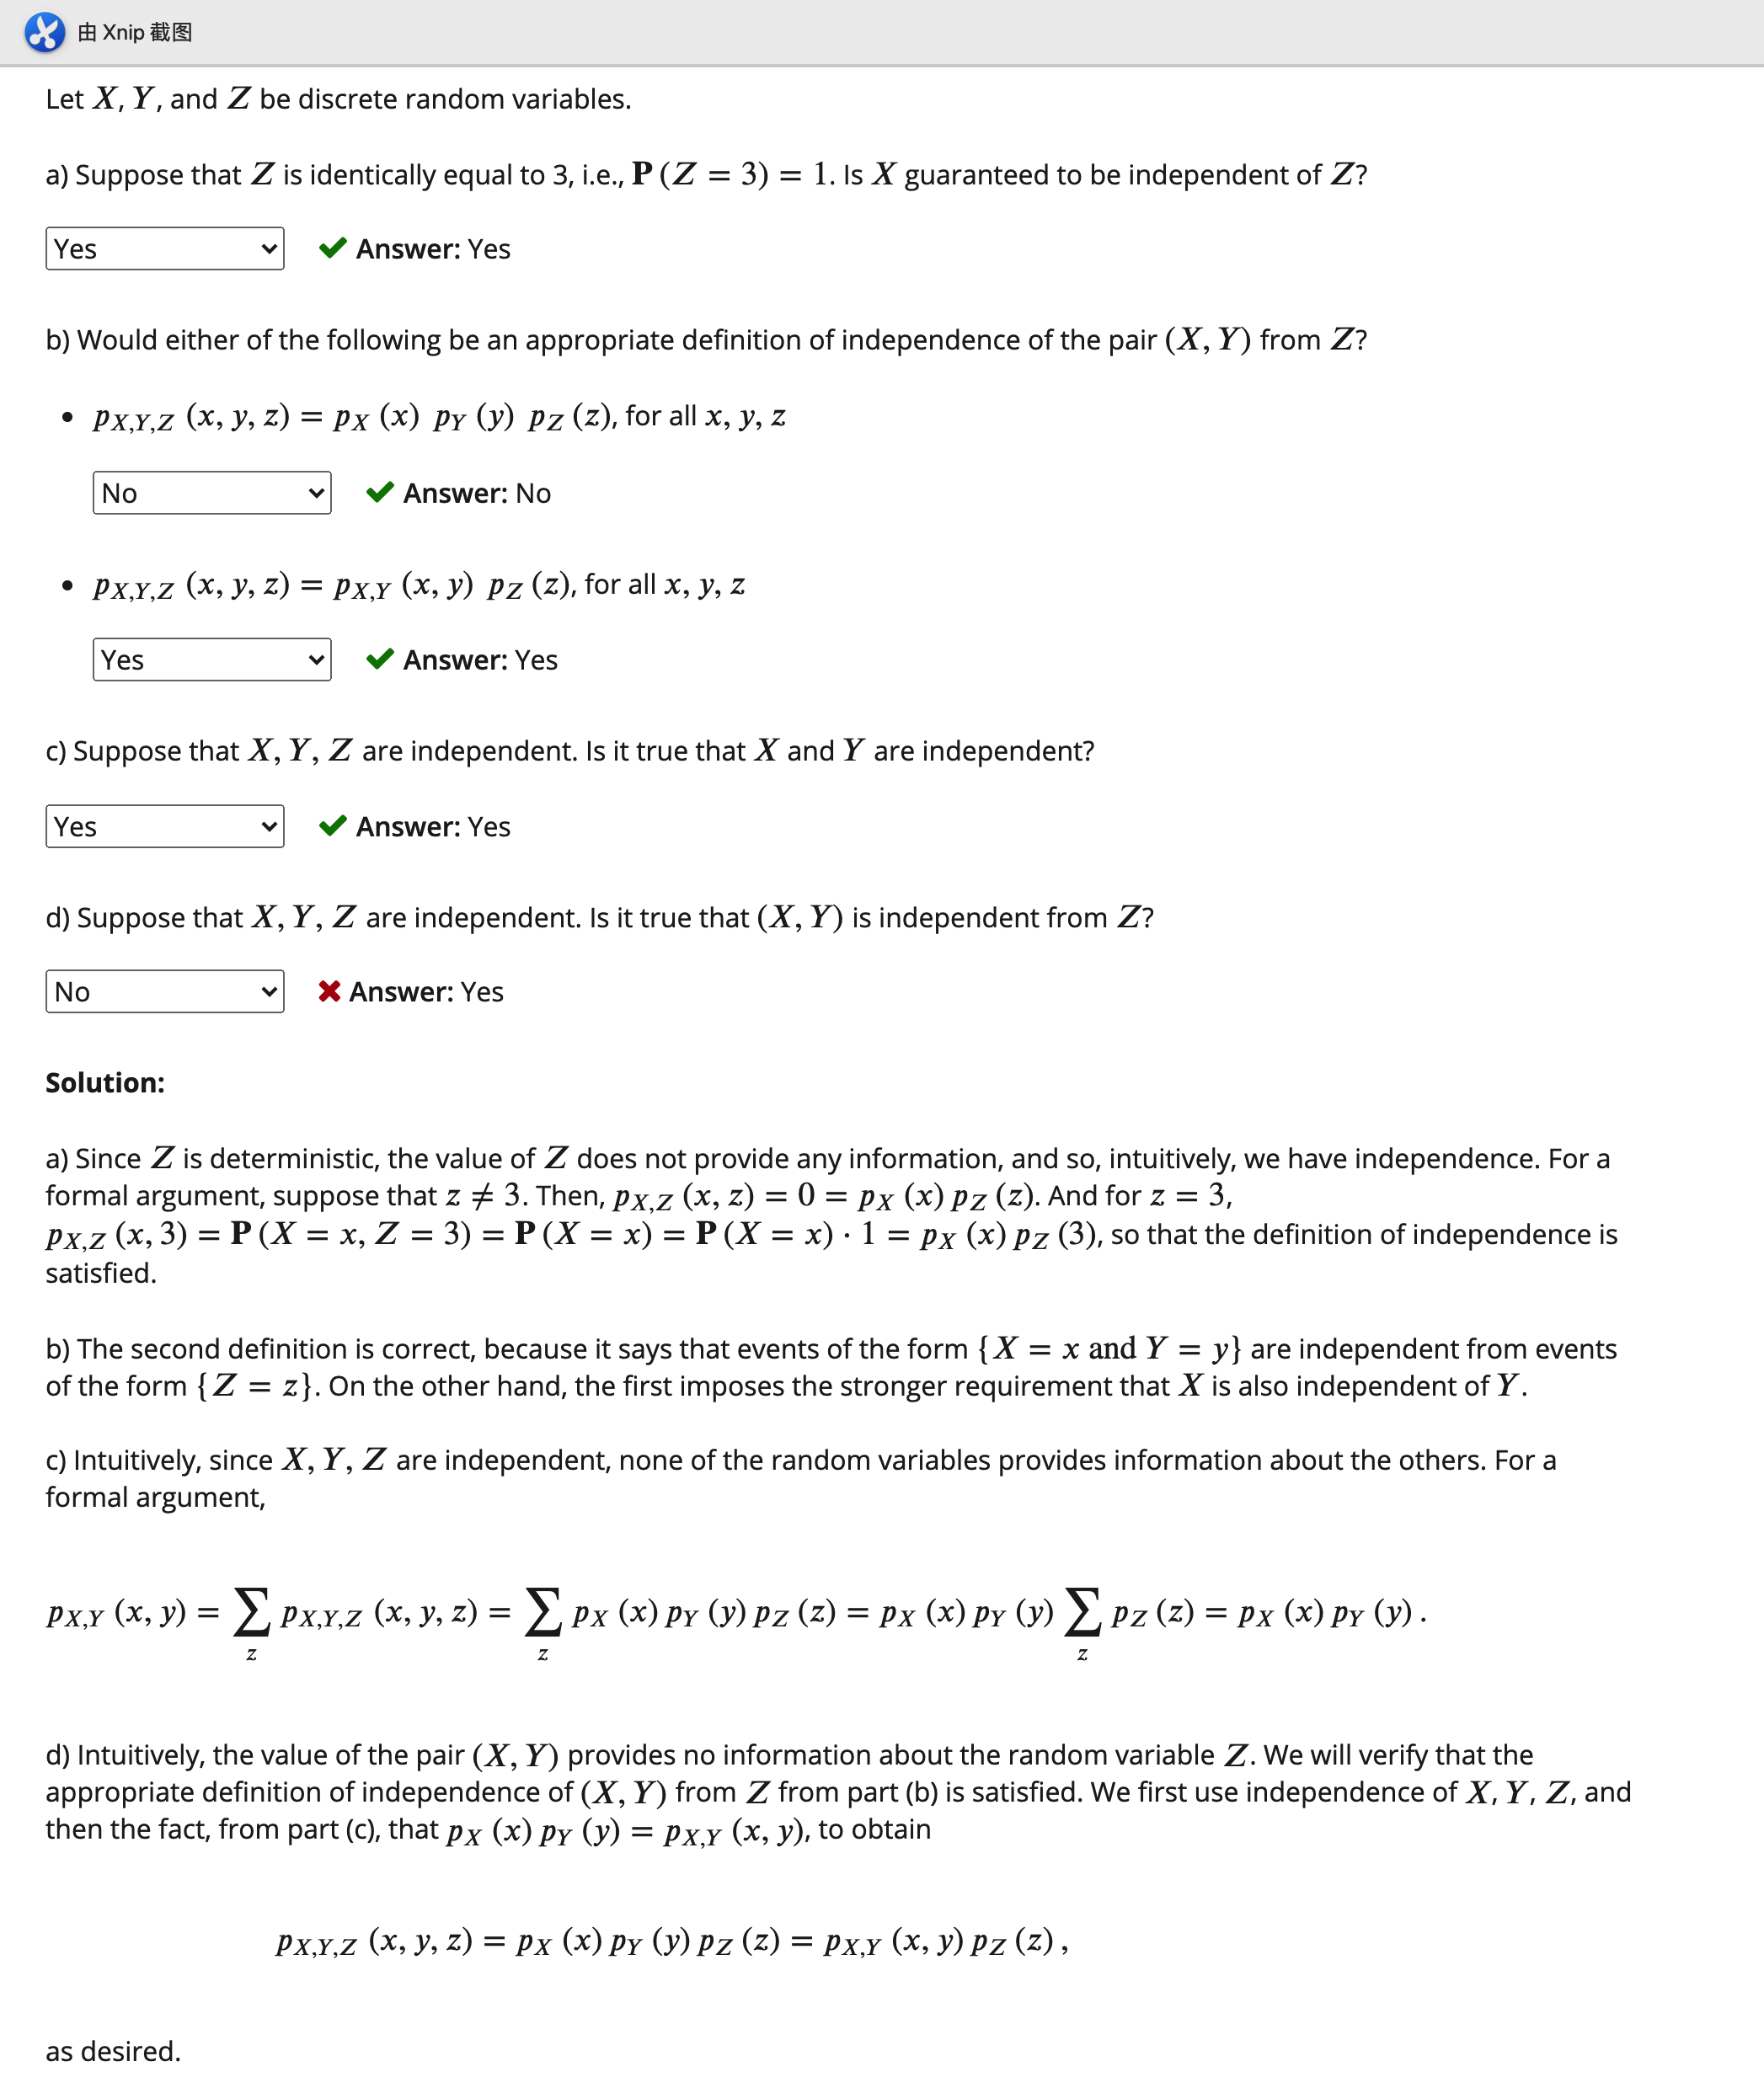 由 Xnip 截图
Let X, Y, and Z be discrete random variables.
a) Suppose that Z is identically equal to 3, i.e., P (Z = 3) = 1. Is X guaranteed to be independent of Z?
Yes ✔ Answer: Yes
b) Would either of the following be an appropriate definition of independence of the pair (X, Y) from Z?
• p_{X,Y,Z} (x, y, z) = p_X (x) p_Y (y) p_Z (z), for all x, y, z
No ✔ Answer: No
• p_{X,Y,Z} (x, y, z) = p_{X,Y} (x, y) p_Z (z), for all x, y, z
Yes ✔ Answer: Yes
c) Suppose that X, Y, Z are independent. Is it true that X and Y are independent?
Yes ✔ Answer: Yes
d) Suppose that X, Y, Z are independent. Is it true that (X, Y) is independent from Z?
No ✖ Answer: Yes
Solution:
a) Since Z is deterministic, the value of Z does not provide any information, and so, intuitively, we have independence. For a
formal argument, suppose that z ≠ 3. Then, p_{X,Z} (x, z) = 0 = p_X (x) p_Z (z). And for z = 3,
p_{X,Z} (x, 3) = P (X = x, Z = 3) = P (X = x) = P (X = x) · 1 = p_X (x) p_Z (3), so that the definition of independence is
satisfied.
b) The second definition is correct, because it says that events of the form {X = x and Y = y} are independent from events
of the form {Z = z}. On the other hand, the first imposes the stronger requirement that X is also independent of Y.
c) Intuitively, since X, Y, Z are independent, none of the random variables provides information about the others. For a
formal argument,
p_{X,Y} (x, y) = ∑_z p_{X,Y,Z} (x, y, z) = ∑_z p_X (x) p_Y (y) p_Z (z) = p_X (x) p_Y (y) ∑_z p_Z (z) = p_X (x) p_Y (y) .
d) Intuitively, the value of the pair (X, Y) provides no information about the random variable Z. We will verify that the
appropriate definition of independence of (X, Y) from Z from part (b) is satisfied. We first use independence of X, Y, Z, and
then the fact, from part (c), that p_X (x) p_Y (y) = p_{X,Y} (x, y), to obtain
p_{X,Y,Z} (x, y, z) = p_X (x) p_Y (y) p_Z (z) = p_{X,Y} (x, y) p_Z (z) ,
as desired.